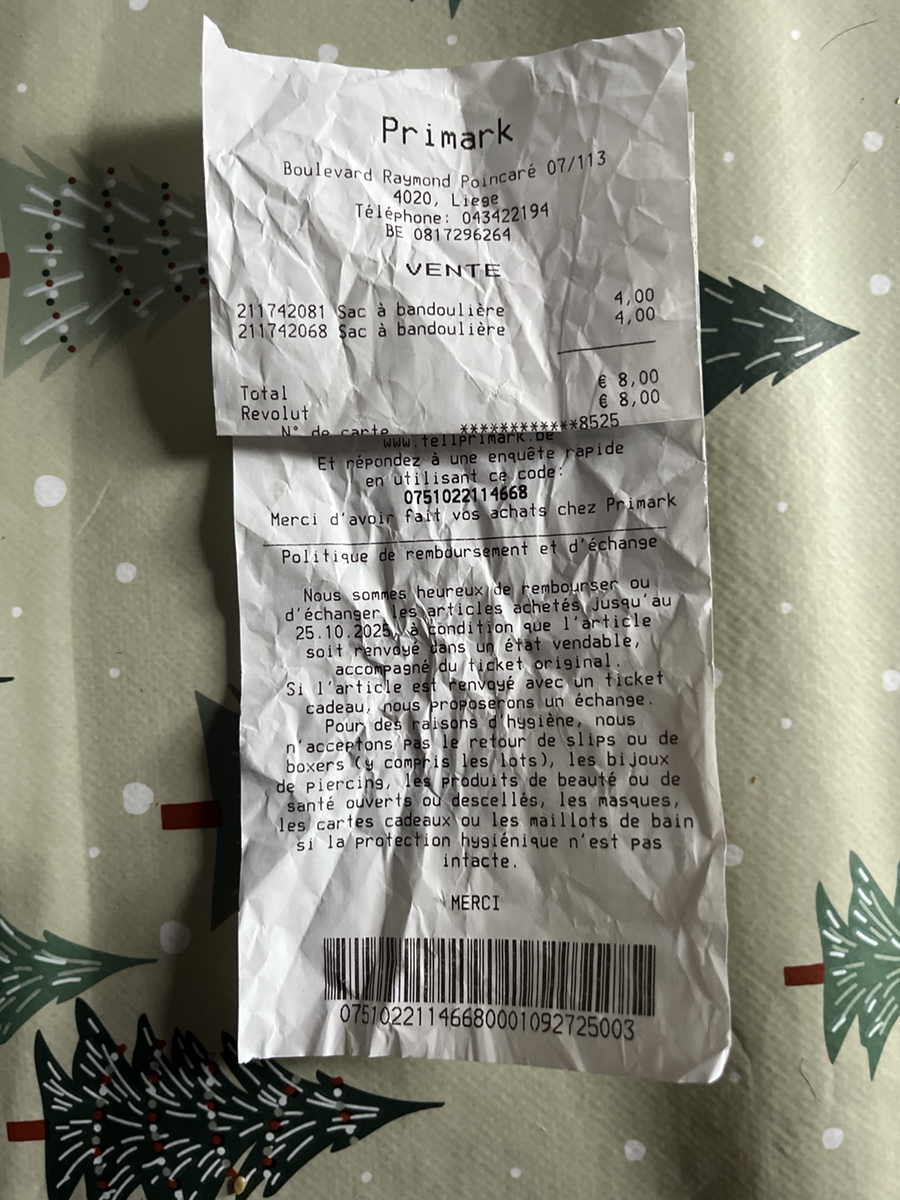 Primark
Boulevard Raymond Poincaré 07/113
4020, Liege
Téléphone: 043422194
BE 0817296264
VENTE
211742081 Sac à bandoulière 4,00
211742068 Sac à bandoulière 4,00
Total € 8,00
Revolut € 8,00
N° de carte ************8525
www.tellprimark.be
Et répondez à une enquête rapide
en utilisant ce code:
0751022114668
Merci d'avoir fait vos achats chez Primark
Politique de remboursement et d'échange
Nous sommes heureux de rembourser ou
d'échanger les articles achetés jusqu'au
25.10.2025, à condition que l'article
soit renvoyé dans un état vendable,
accompagné du ticket original.
Si l'article est renvoyé avec un ticket
cadeau, nous proposerons un échange.
Pour des raisons d'hygiène, nous
n'acceptons pas le retour de slips ou de
boxers (y compris les lots), les bijoux
de piercing, les produits de beauté ou de
santé ouverts ou descellés, les masques,
les cartes cadeaux ou les maillots de bain
si la protection hygiénique n'est pas
intacte.
MERCI
07510221146680001092725003